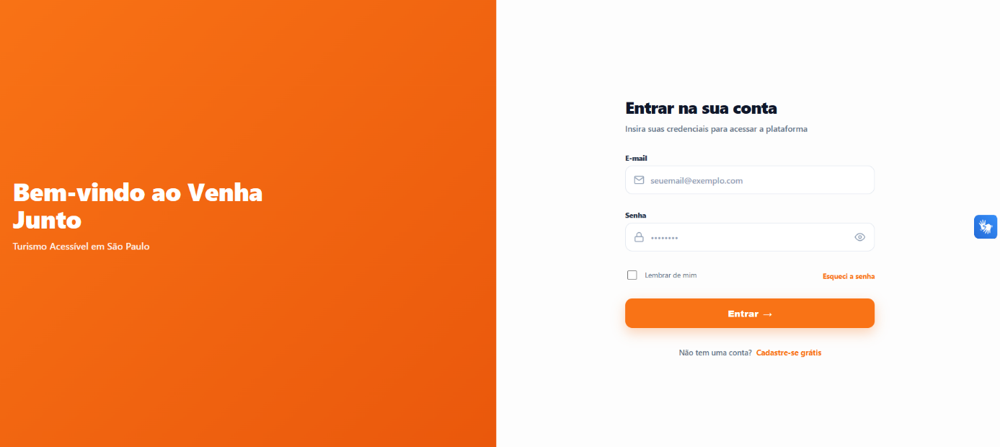 Bem-vindo ao Venha
Junto
Turismo Acessível em São Paulo
Entrar na sua conta
Insira suas credenciais para acessar a plataforma
E-mail
seuemail@exemplo.com
Senha
••••••••
Lembrar de mim
Esqueci a senha
Entrar →
Não tem uma conta? Cadastre-se grátis